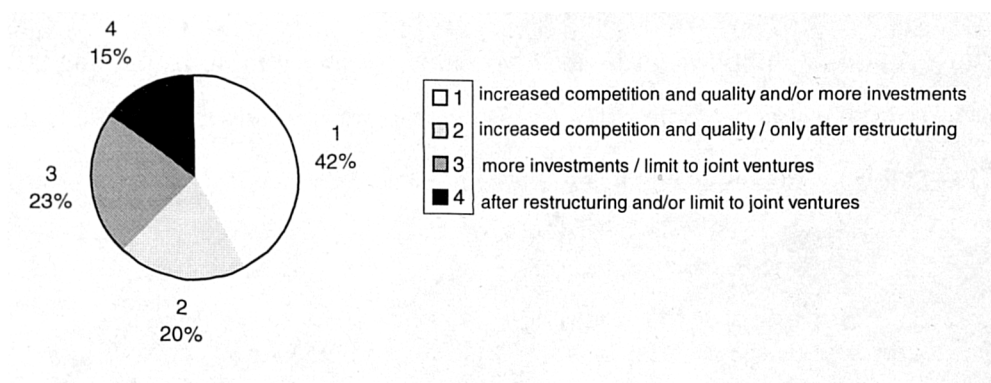 4
15%
1
42%
3
23%
2
20%
1 increased competition and quality and/or more investments
2 increased competition and quality / only after restructuring
3 more investments / limit to joint ventures
4 after restructuring and/or limit to joint ventures